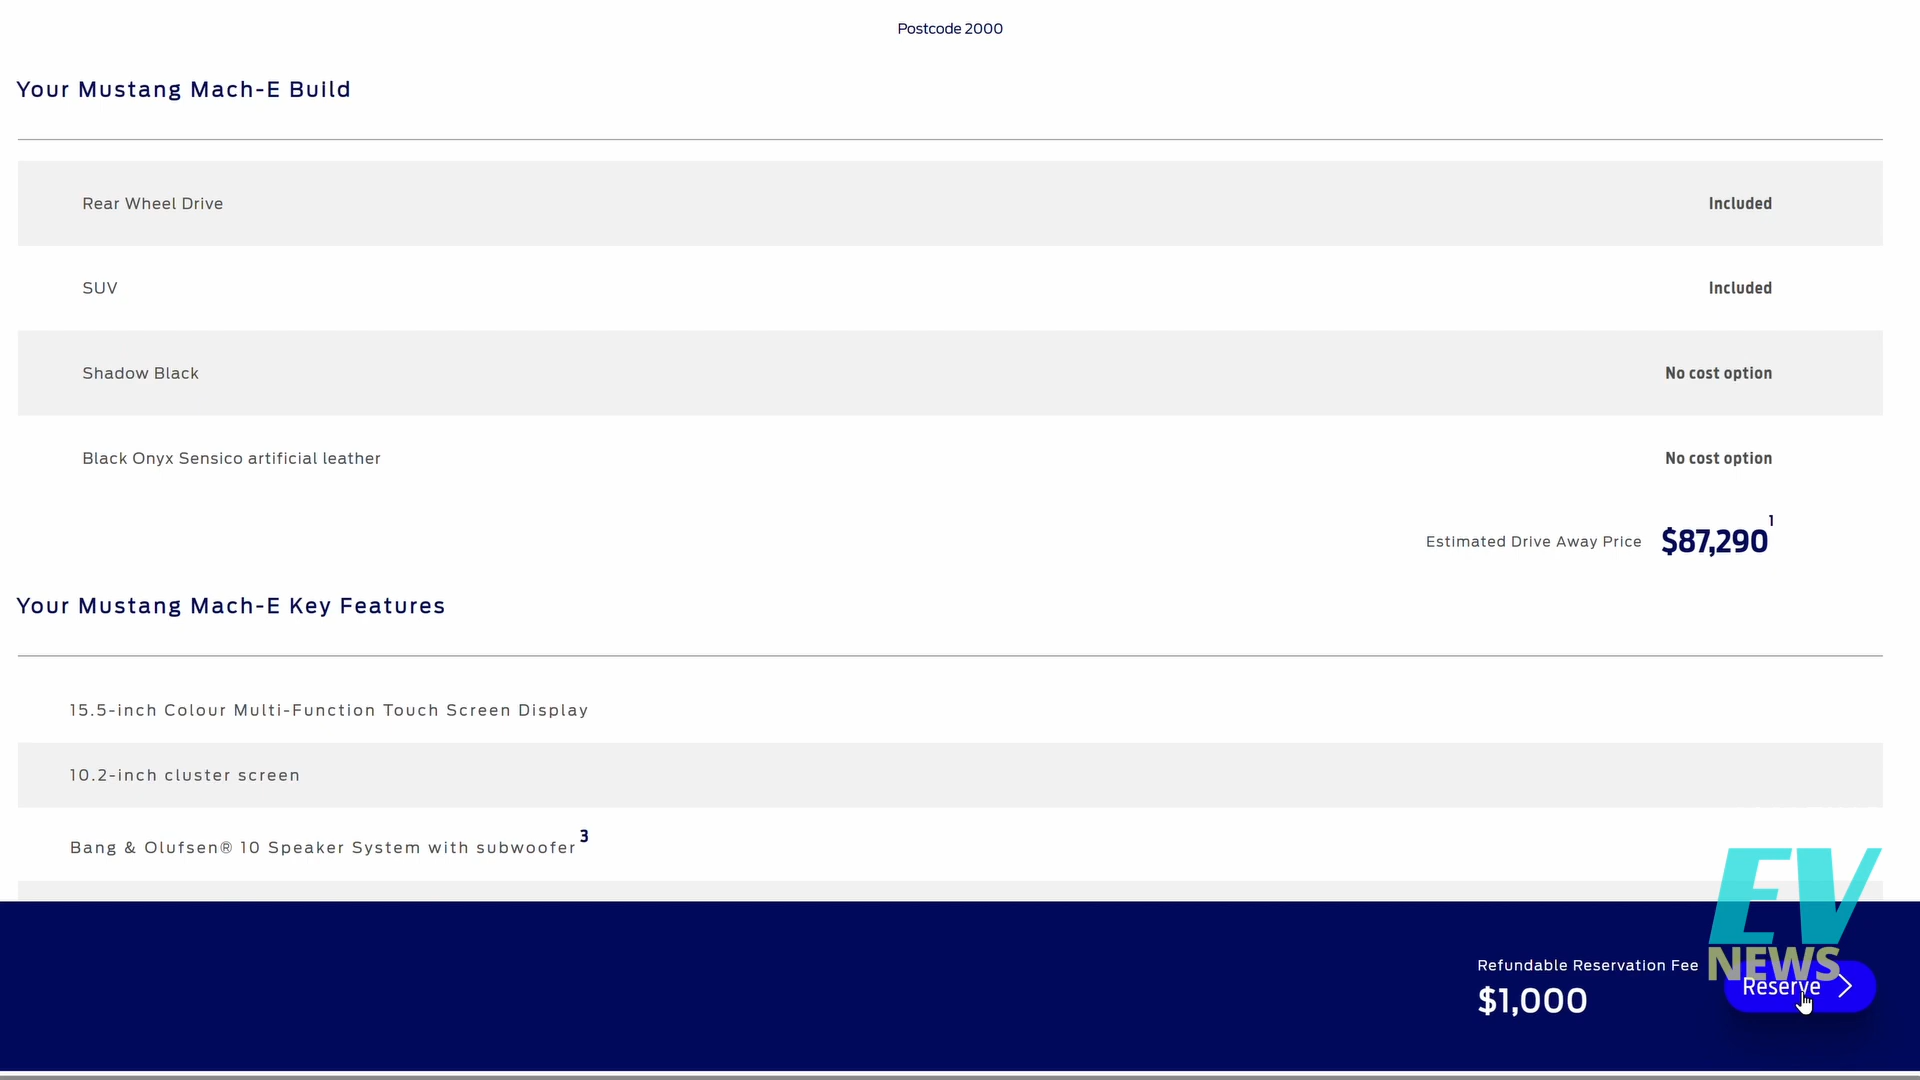 Postcode 2000
Your Mustang Mach-E Build
Rear Wheel Drive Included
SUV Included
Shadow Black No cost option
Black Onyx Sensico artificial leather No cost option
Estimated Drive Away Price $87,290 1
Your Mustang Mach-E Key Features
15.5-inch Colour Multi-Function Touch Screen Display
10.2-inch cluster screen
Bang & Olufsen® 10 Speaker System with subwoofer 3
EV
NEWS
Refundable Reservation Fee
$1,000
Reserve